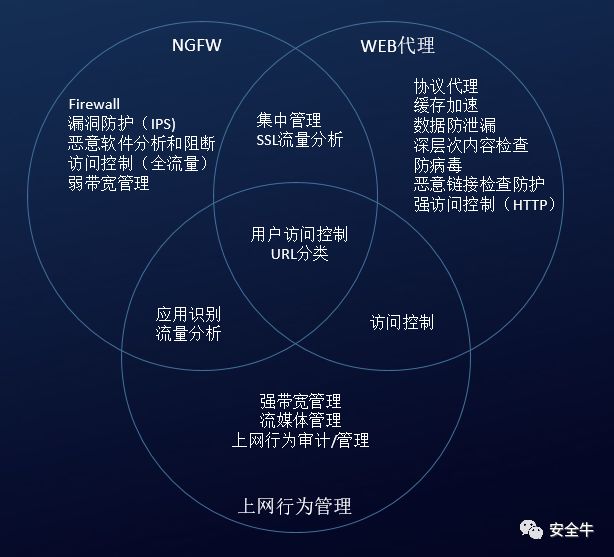 NGFW
WEB代理
Firewall
漏洞防护（IPS)
恶意软件分析和阻断
访问控制（全流量）
弱带宽管理
集中管理
SSL流量分析
协议代理
缓存加速
数据防泄漏
深层次内容检查
防病毒
恶意链接检查防护
强访问控制（HTTP）
用户访问控制
URL分类
应用识别
流量分析
访问控制
强带宽管理
流媒体管理
上网行为审计/管理
上网行为管理
安全牛